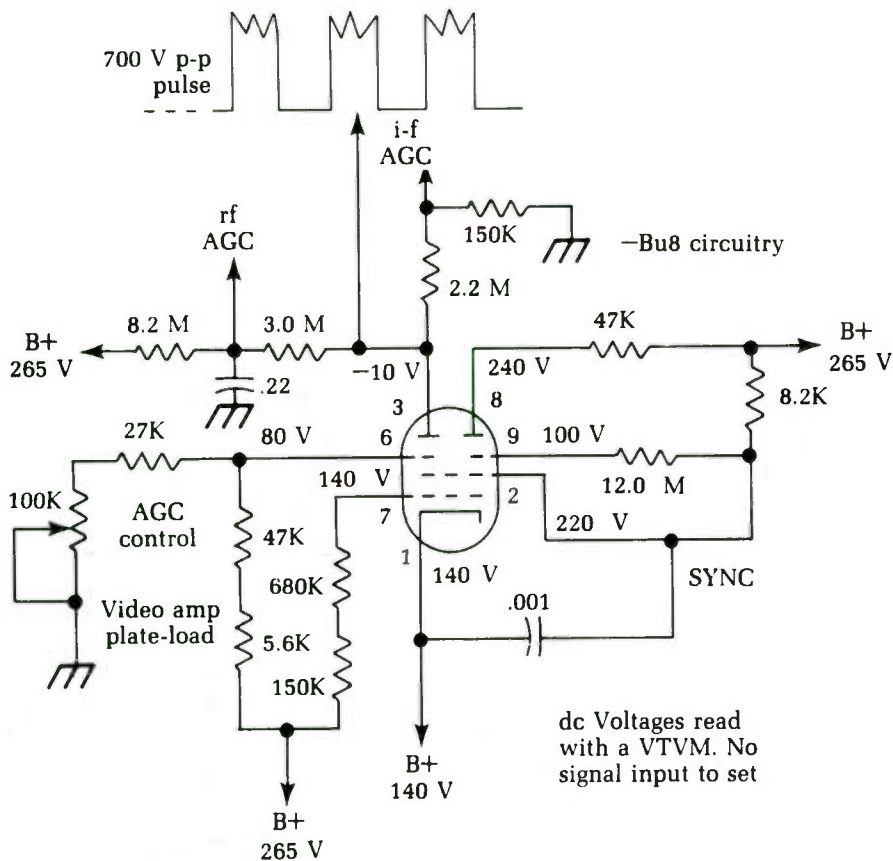 700 V p-p
pulse
i-f
AGC
rf
AGC
150K
−Bu8 circuitry
2.2 M
8.2 M
3.0 M
47K
B+
265 V
−10 V
240 V
B+
265 V
.22
8.2K
3
8
27K
80 V
6
9
100 V
140 V
12.0 M
100K
AGC
control
7
2
47K
220 V
1
680K
140 V
SYNC
Video amp
plate-load
.001
5.6K
150K
dc Voltages read
with a VTVM. No
signal input to set
B+
140 V
B+
265 V